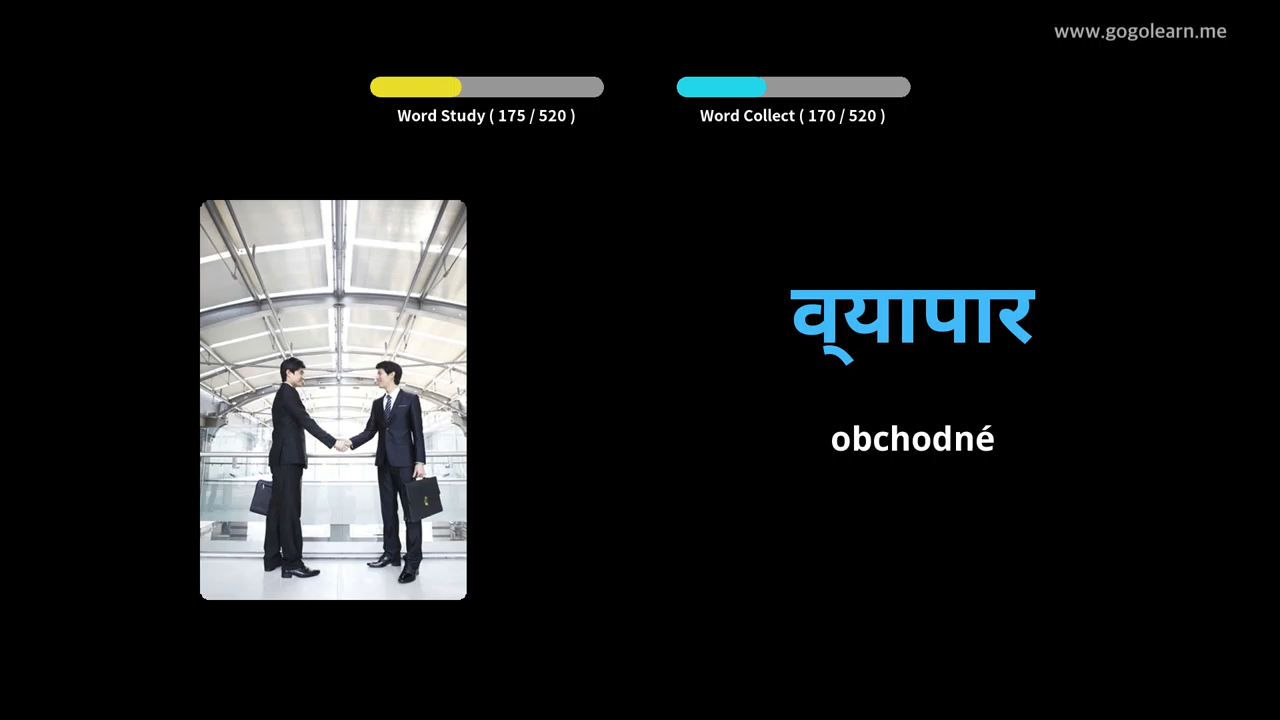 www.gogolearn.me
Word Study ( 175 / 520 )
Word Collect ( 170 / 520 )
व्यापार
obchodné